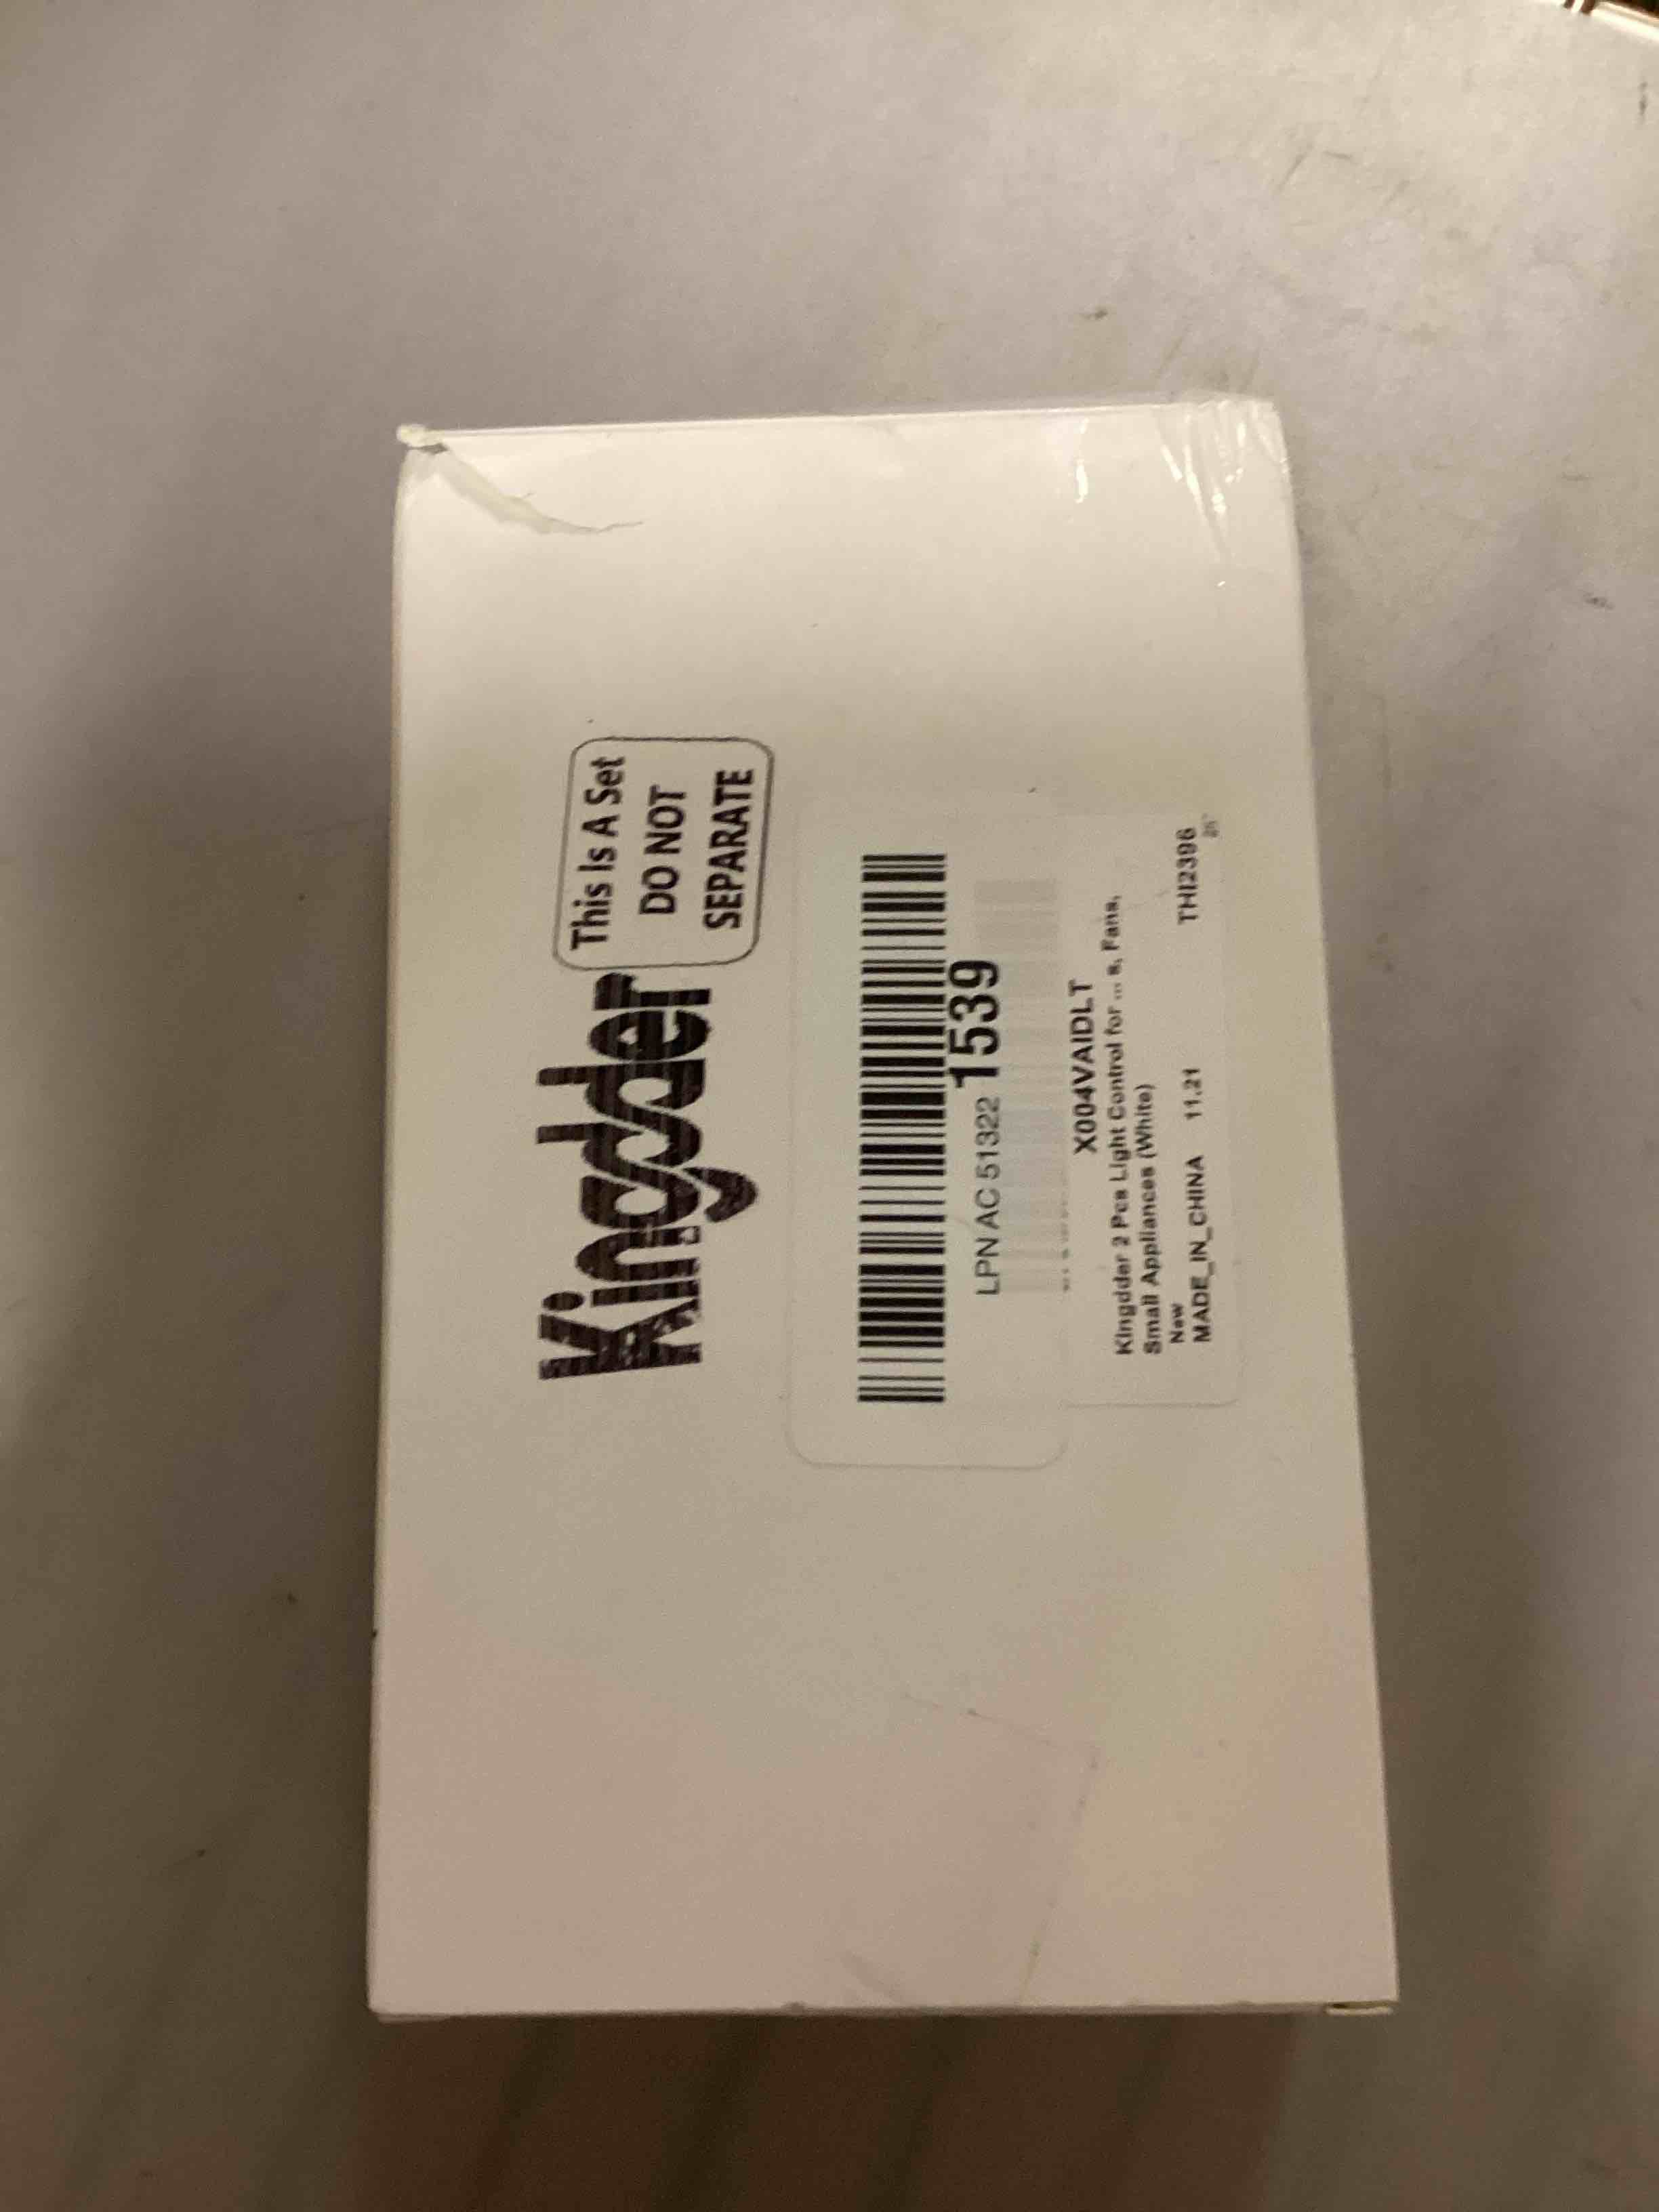 Kingdder
This Is A Set
DO NOT
SEPARATE
LPN AC 51322 1539
X004VAIDLT
Kingdder 2 Pcs Light Control for ... s, Fans,
Small Appliances (White)
New
MADE_IN_CHINA 11.21 THI2396